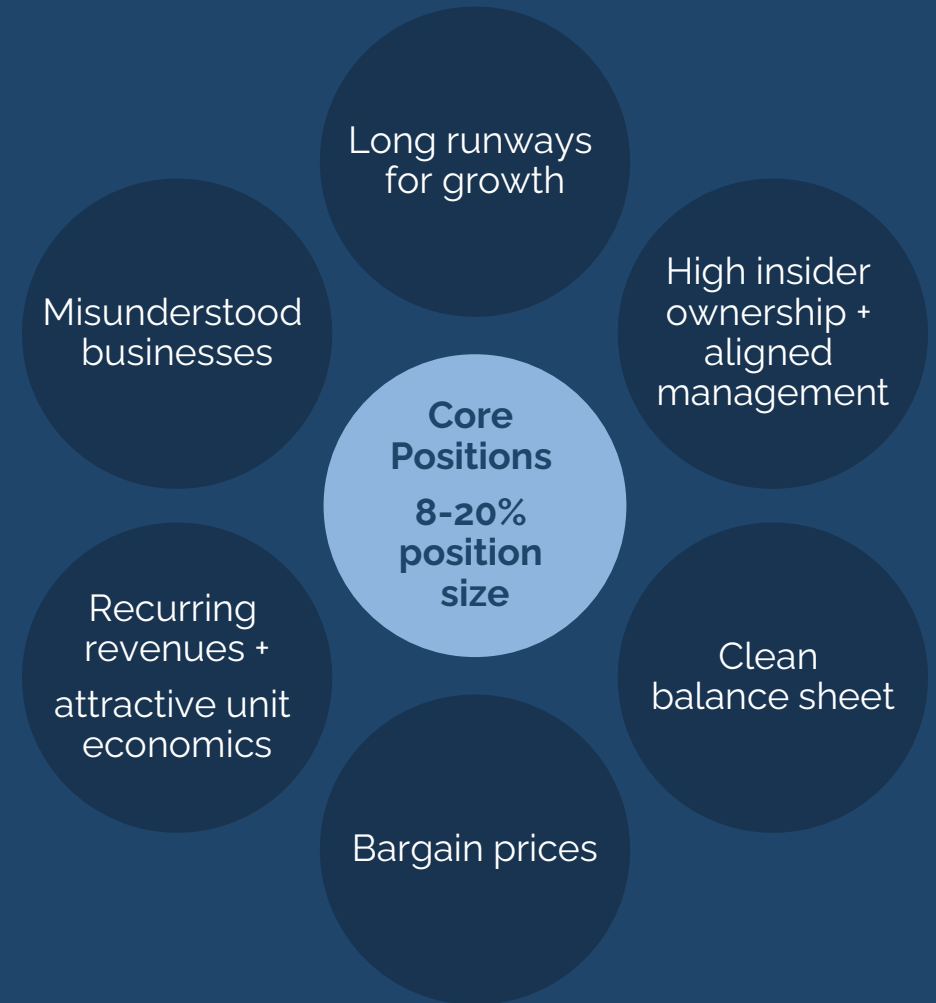 Long runways
for growth
High insider
ownership +
aligned
management
Misunderstood
businesses
Core
Positions
8-20%
position
size
Recurring
revenues +
attractive unit
economics
Clean
balance sheet
Bargain prices